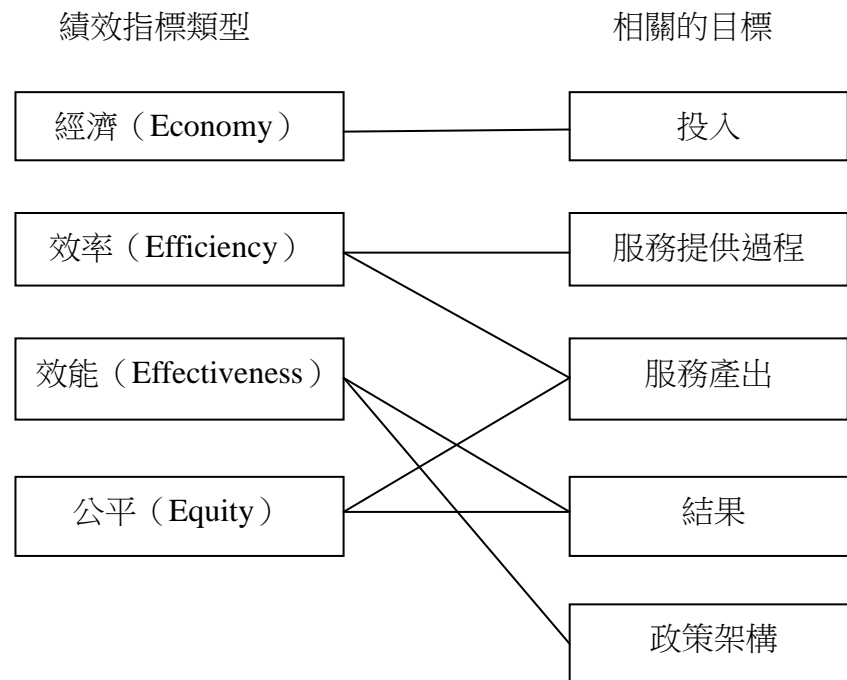 績效指標類型 相關的目標
經濟（Economy） 投入
效率（Efficiency） 服務提供過程
效能（Effectiveness） 服務產出
公平（Equity） 結果
政策架構